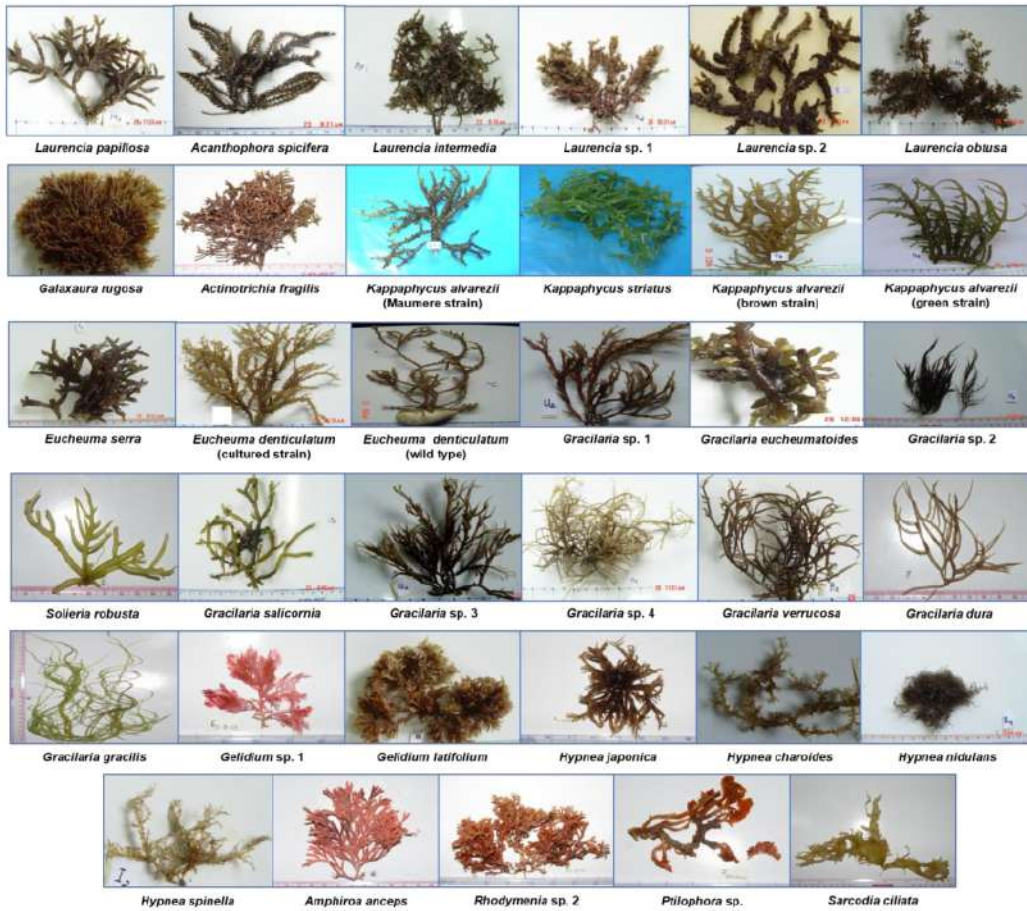 Laurencia papillosa Acanthophora spicifera Laurencia intermedia Laurencia sp. 1 Laurencia sp. 2 Laurencia obtusa
Galaxaura rugosa Actinotrichia fragilis Kappaphycus alvarezii Kappaphycus striatus Kappaphycus alvarezii Kappaphycus alvarezii
(Maumere strain) (brown strain) (green strain)
Eucheuma serra Eucheuma denticulatum Eucheuma denticulatum Gracilaria sp. 1 Gracilaria eucheumatoides Gracilaria sp. 2
(cultured strain) (wild type)
Solieria robusta Gracilaria salicornia Gracilaria sp. 3 Gracilaria sp. 4 Gracilaria verrucosa Gracilaria dura
Gracilaria gracilis Gelidium sp. 1 Gelidium latifolium Hypnea japonica Hypnea charoides Hypnea nidulans
Hypnea spinella Amphiroa anceps Rhodymenia sp. 2 Ptilophora sp. Sarcodia ciliata